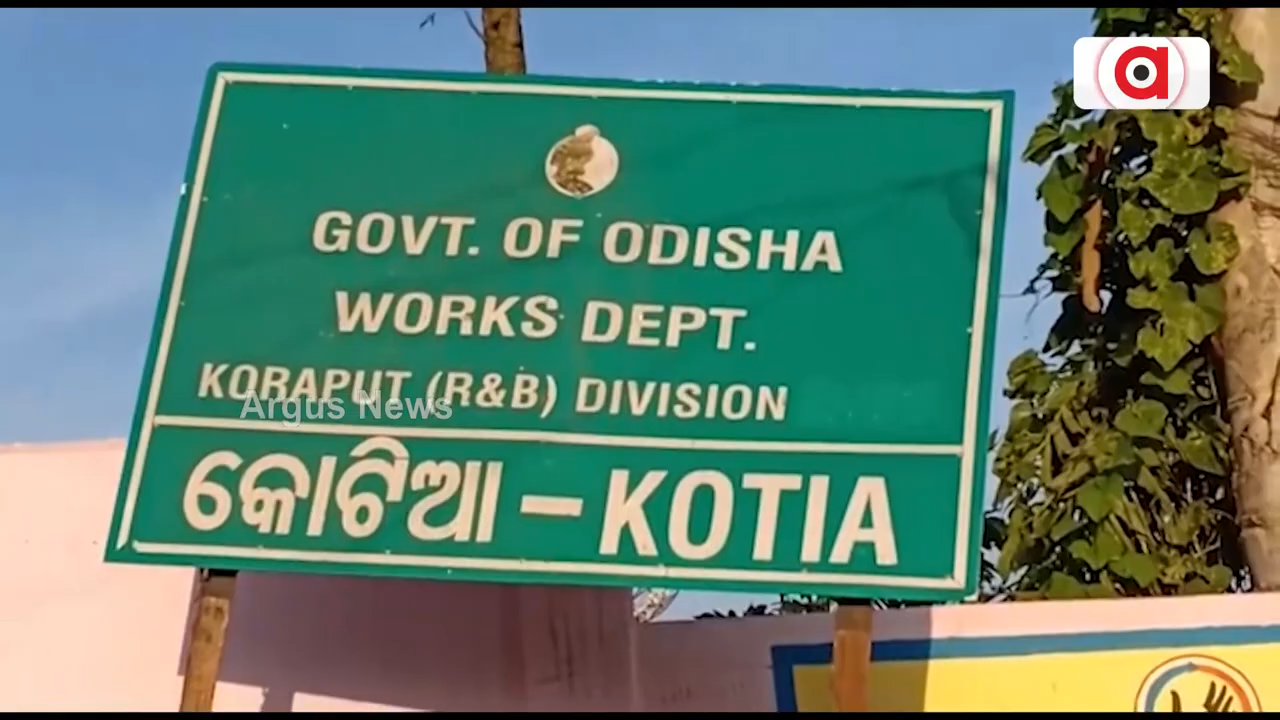 GOVT. OF ODISHA
WORKS DEPT.
KORAPUT (R&B) DIVISION
Argus News
କୋଟିଆ – KOTIA